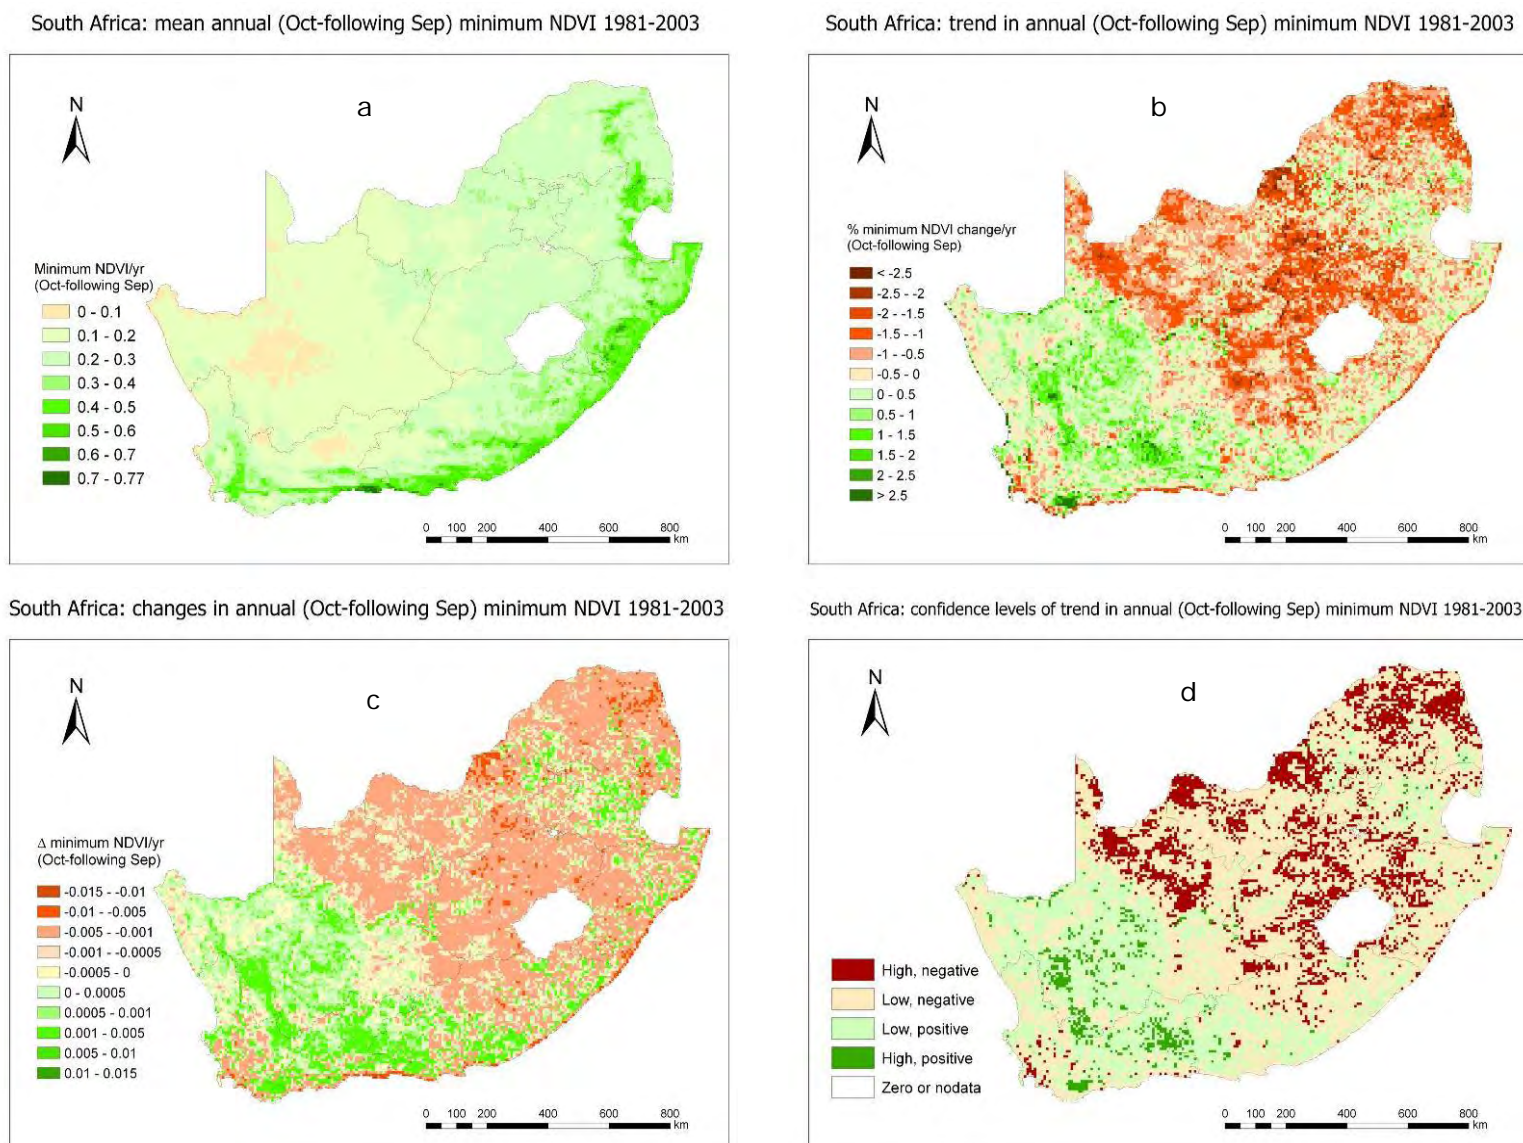 South Africa: mean annual (Oct-following Sep) minimum NDVI 1981-2003
a
N
Minimum NDVI/yr
(Oct-following Sep)
0 - 0.1
0.1 - 0.2
0.2 - 0.3
0.3 - 0.4
0.4 - 0.5
0.5 - 0.6
0.6 - 0.7
0.7 - 0.77
0 100 200 400 600 800
km
South Africa: trend in annual (Oct-following Sep) minimum NDVI 1981-2003
b
N
% minimum NDVI change/yr
(Oct-following Sep)
< -2.5
-2.5 - -2
-2 - -1.5
-1.5 - -1
-1 - -0.5
-0.5 - 0
0 - 0.5
0.5 - 1
1 - 1.5
1.5 - 2
2 - 2.5
> 2.5
0 100 200 400 600 800
km
South Africa: changes in annual (Oct-following Sep) minimum NDVI 1981-2003
c
N
Δ minimum NDVI/yr
(Oct-following Sep)
-0.015 - -0.01
-0.01 - -0.005
-0.005 - -0.001
-0.001 - -0.0005
-0.0005 - 0
0 - 0.0005
0.0005 - 0.001
0.001 - 0.005
0.005 - 0.01
0.01 - 0.015
0 100 200 400 600 800
km
South Africa: confidence levels of trend in annual (Oct-following Sep) minimum NDVI 1981-2003
d
N
High, negative
Low, negative
Low, positive
High, positive
Zero or nodata
0 100 200 400 600 800
km